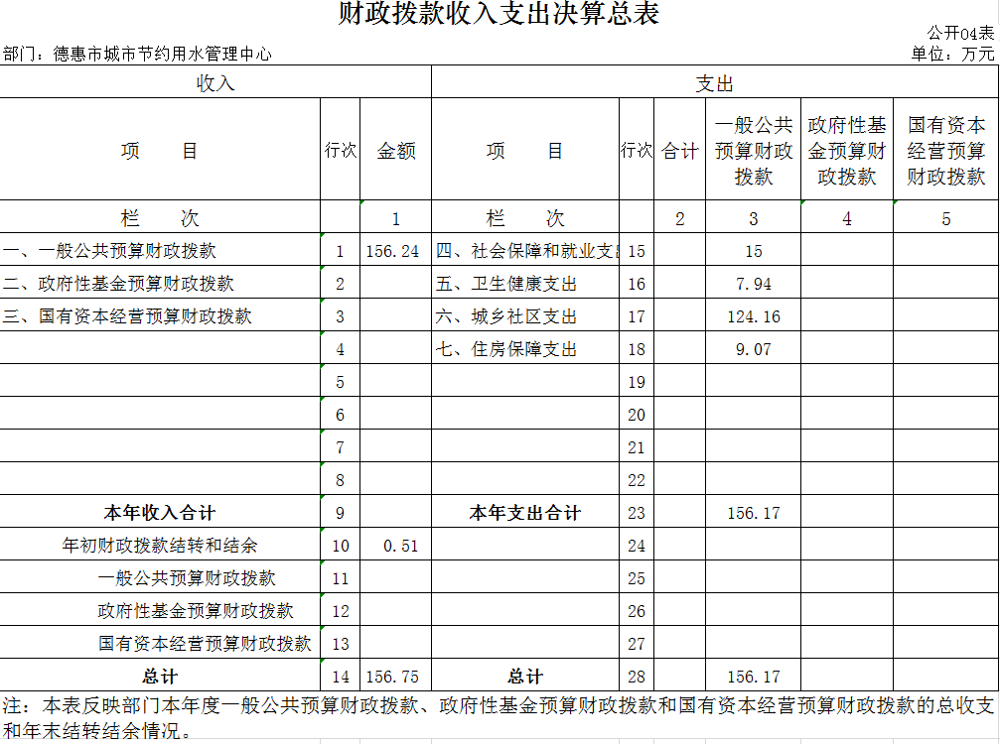 财政拨款收入支出决算总表
公开04表
部门：德惠市城市节约用水管理中心 单位：万元
收入 支出
项 目 行次 金额 项 目 行次 合计 一般公共预算财政拨款 政府性基金预算财政拨款 国有资本经营预算财政拨款
栏 次 1 栏 次 2 3 4 5
一、一般公共预算财政拨款 1 156.24 四、社会保障和就业支 15 15
二、政府性基金预算财政拨款 2 五、卫生健康支出 16 7.94
三、国有资本经营预算财政拨款 3 六、城乡社区支出 17 124.16
4 七、住房保障支出 18 9.07
5 19
6 20
7 21
8 22
本年收入合计 9 本年支出合计 23 156.17
年初财政拨款结转和结余 10 0.51 24
一般公共预算财政拨款 11 25
政府性基金预算财政拨款 12 26
国有资本经营预算财政拨款 13 27
总计 14 156.75 总计 28 156.17
注：本表反映部门本年度一般公共预算财政拨款、政府性基金预算财政拨款和国有资本经营预算财政拨款的总收支
和年末结转结余情况。